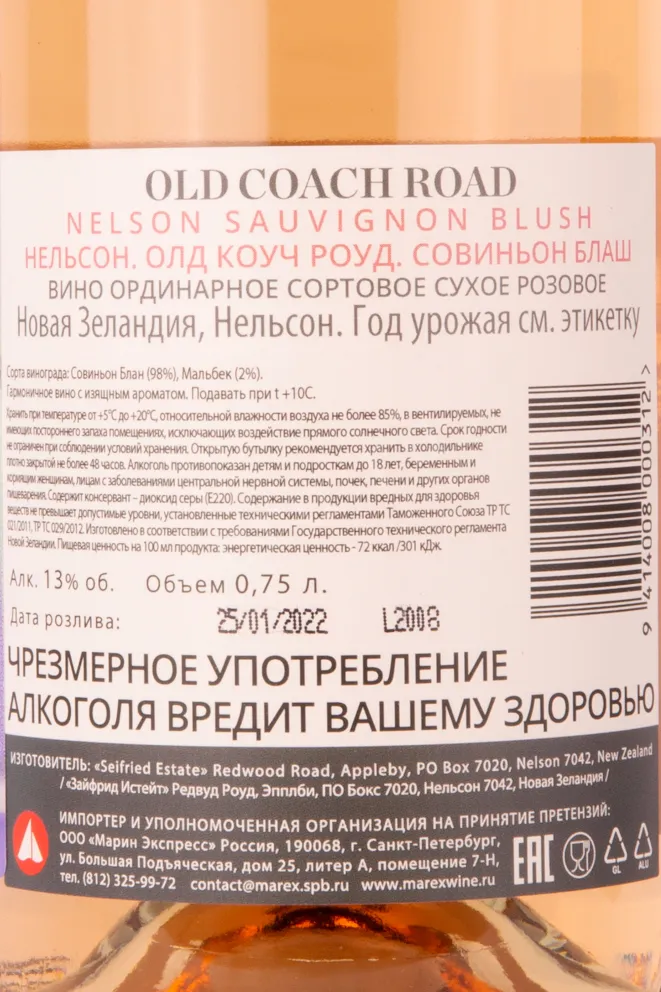 OLD COACH ROAD
NELSON SAUVIGNON BLUSH
НЕЛЬСОН. ОЛД КОУЧ РОУД. СОВИНЬОН БЛАШ
ВИНО ОРДИНАРНОЕ СОРТОВОЕ СУХОЕ РОЗОВОЕ
Новая Зеландия, Нельсон. Год урожая см. этикетку
Сорта винограда: Совиньон Блан (98%), Мальбек (2%).
Гармоничное вино с изящным ароматом. Подавать при t +10С.
Хранить при температуре от +5°С до +20°С, относительной влажности воздуха не более 85%, в вентилируемых, не
имеющих постороннего запаха помещениях, исключающих воздействие прямого солнечного света. Срок годности
не ограничен при соблюдении условий хранения. Открытую бутылку рекомендуется хранить в холодильнике
плотно закрытой не более 48 часов. Алкоголь противопоказан детям и подросткам до 18 лет, беременным и
кормящим женщинам, лицам с заболеваниями центральной нервной системы, почек, печени и других органов
пищеварения. Содержит консервант – диоксид серы (Е220). Содержание в продукции вредных для здоровья
веществ не превышает допустимые уровни, установленные техническими регламентами Таможенного Союза ТР ТС
021/2011, ТР ТС 029/2012. Изготовлено в соответствии с требованиями Государственного технического регламента
Новой Зеландии. Пищевая ценность на 100 мл продукта: энергетическая ценность - 72 ккал /301 кДж.
9 414008 000312 >
Алк. 13% об. Объем 0,75 л.
Дата розлива: 25/01/2022 L2008
ЧРЕЗМЕРНОЕ УПОТРЕБЛЕНИЕ
АЛКОГОЛЯ ВРЕДИТ ВАШЕМУ ЗДОРОВЬЮ
ИЗГОТОВИТЕЛЬ: «Seifried Estate» Redwood Road, Appleby, PO Box 7020, Nelson 7042, New Zealand
/ «Зайфрид Истейт» Редвуд Роуд, Эпплби, ПО Бокс 7020, Нельсон 7042, Новая Зеландия /
ИМПОРТЕР И УПОЛНОМОЧЕННАЯ ОРГАНИЗАЦИЯ НА ПРИНЯТИЕ ПРЕТЕНЗИЙ:
ООО «Марин Экспресс» Россия, 190068, г. Санкт-Петербург,
ул. Большая Подъяческая, дом 25, литер А, помещение 7-Н,
тел. (812) 325-99-72 contact@marex.spb.ru www.marexwine.ru
EAC
GL
ALU